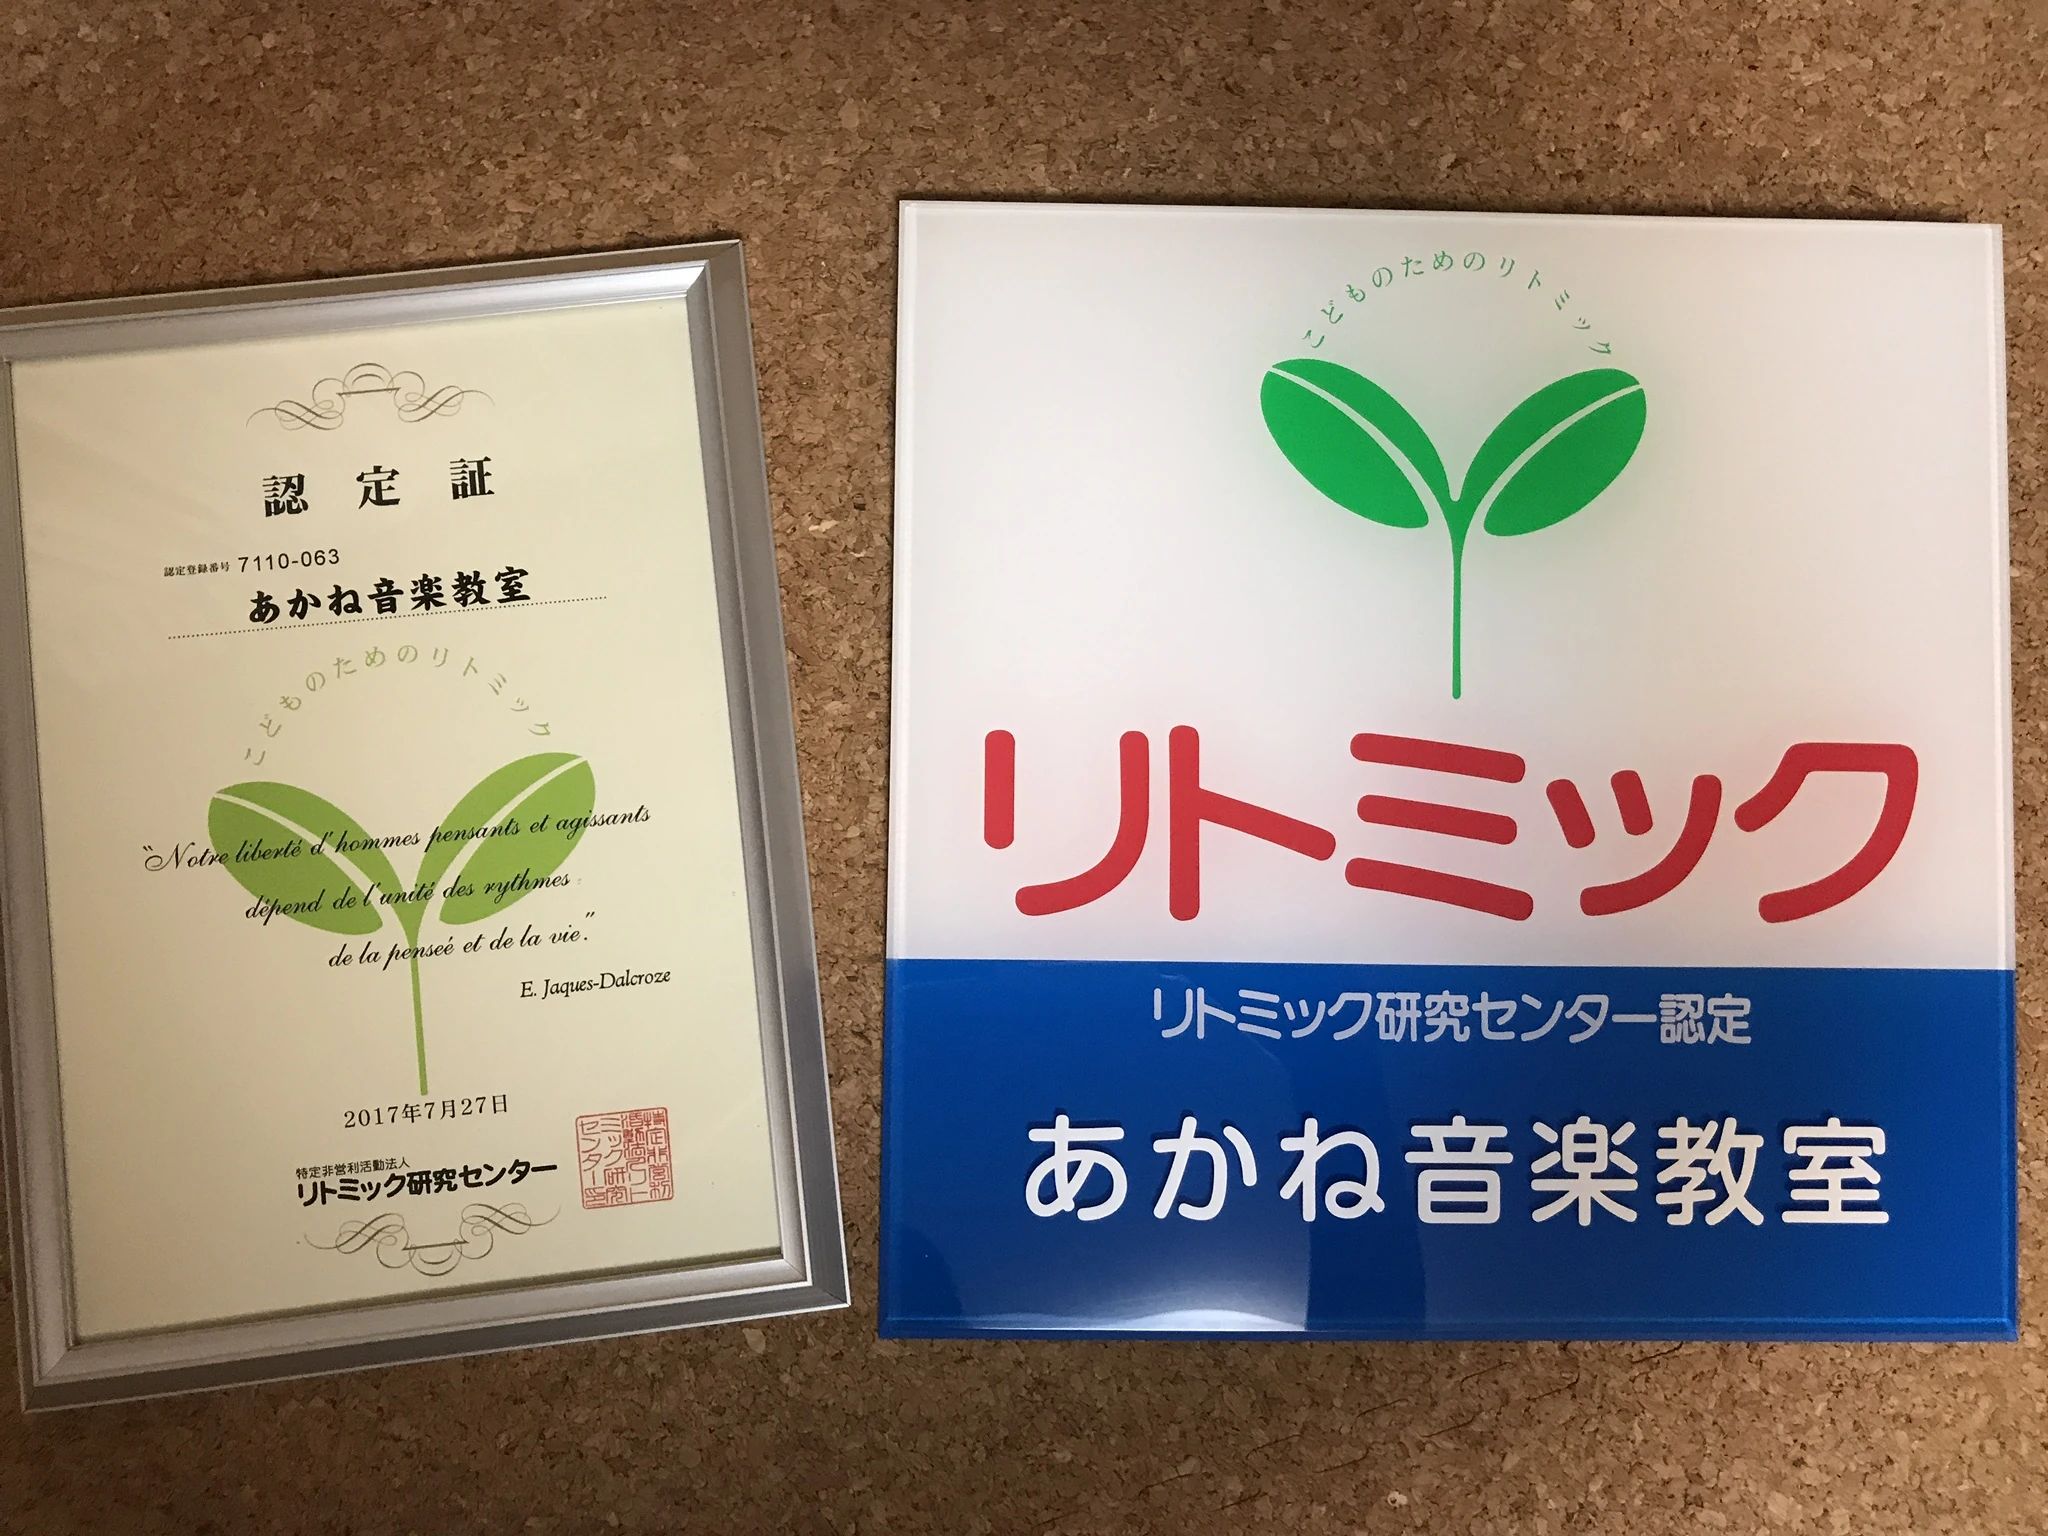 認定証
認定登録番号 7110-063
あかね音楽教室
こどものためのリトミック
"Notre liberté d'hommes pensants et agissants
dépend de l'unité des rythmes
de la penseé et de la vie."
E. Jaques-Dalcroze
2017年7月27日
特定非営利活動法人
リトミック研究センター
こどものためのリトミック
リトミック
リトミック研究センター認定
あかね音楽教室